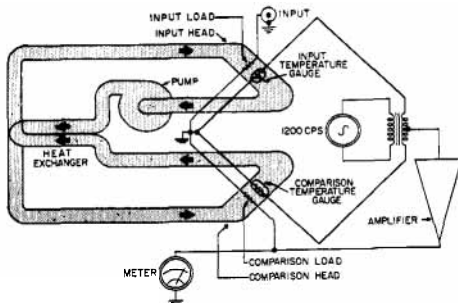 INPUT LOAD
INPUT
INPUT HEAD
INPUT
TEMPERATURE
GAUGE
PUMP
1200 CPS
HEAT
EXCHANGER
COMPARISON
TEMPERATURE
GAUGE
AMPLIFIER
METER
COMPARISON LOAD
COMPARISON HEAD